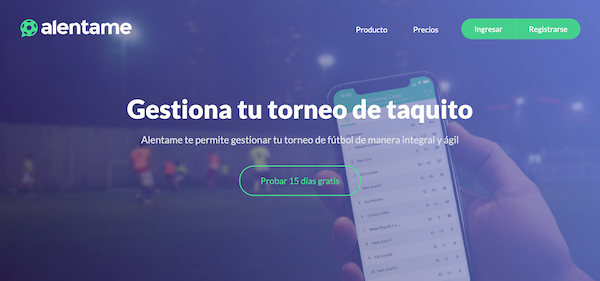 alentame
Producto
Precios
Ingresar
Registrarse
Gestiona tu torneo de taquito
Alentame te permite gestionar tu torneo de fútbol de manera integral y ágil
Probar 15 días gratis